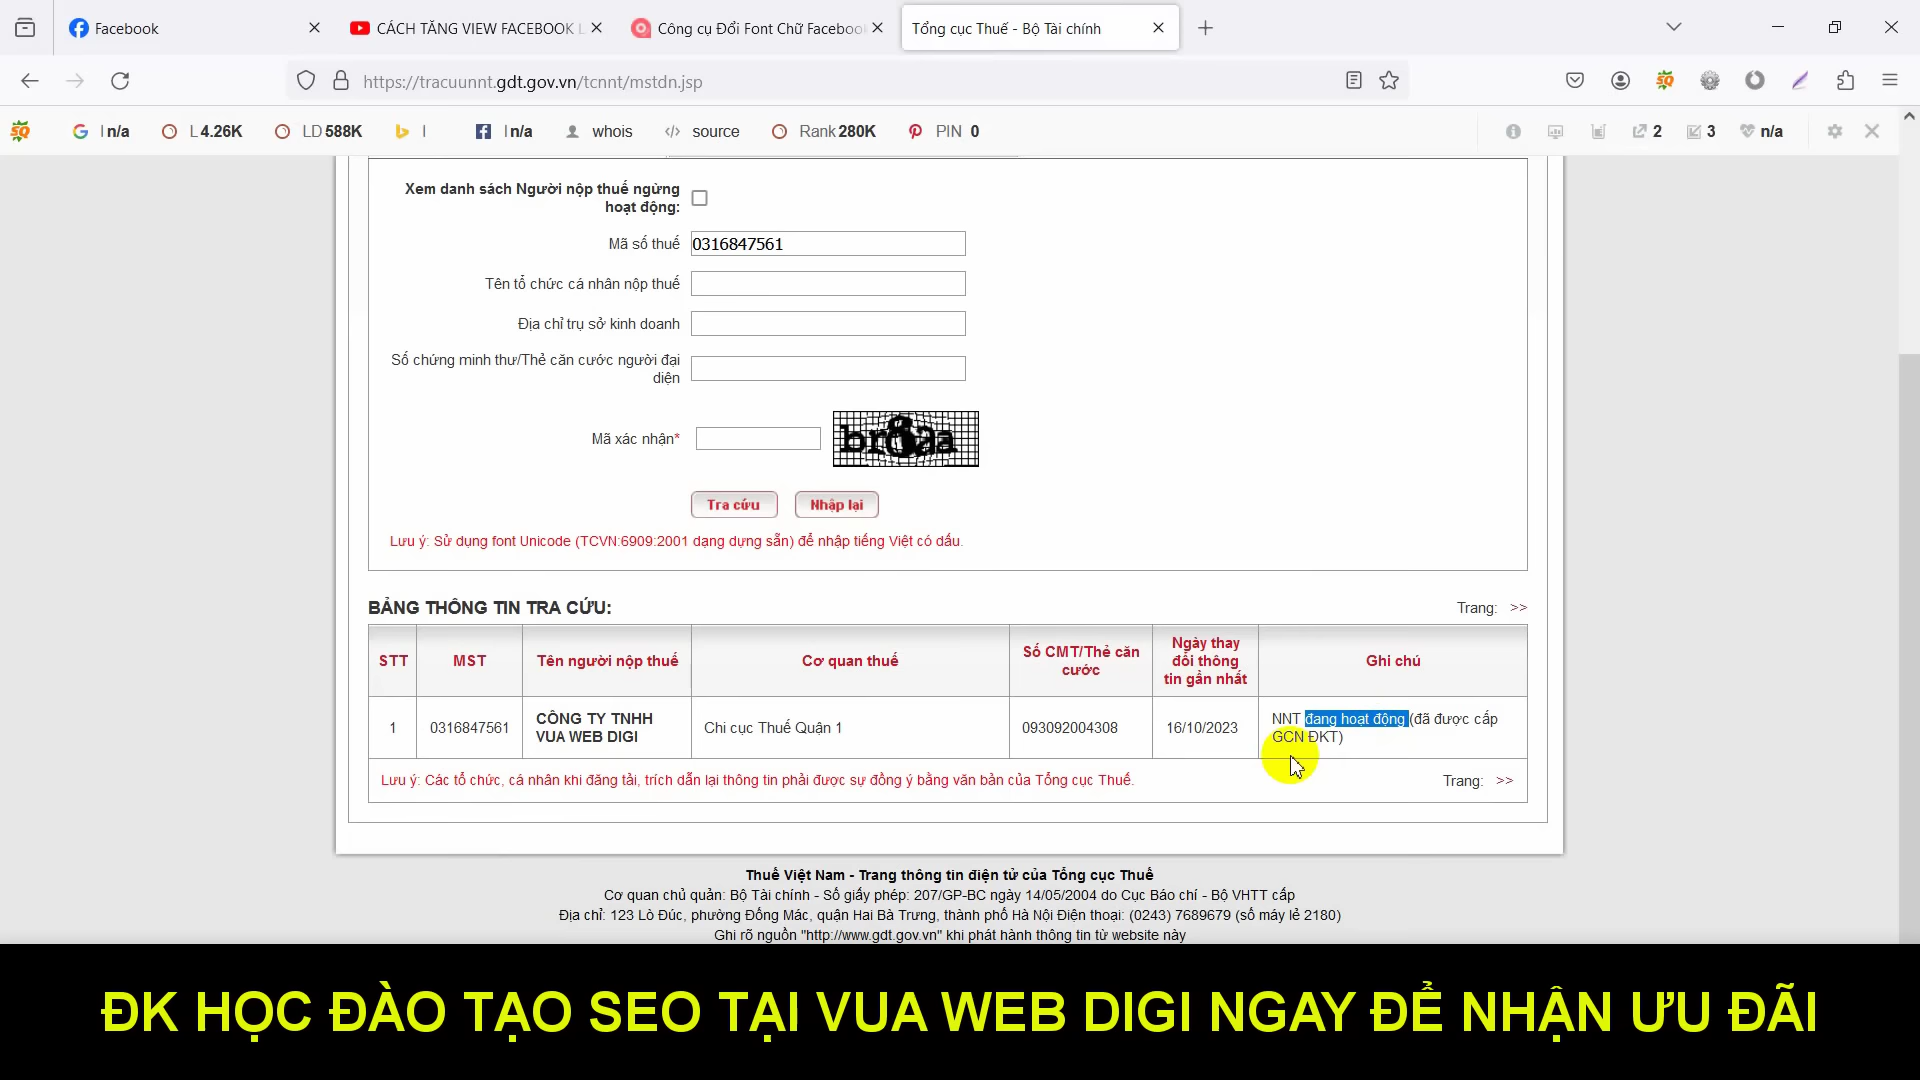 Facebook
CÁCH TĂNG VIEW FACEBOOK L
Công cụ Đổi Font Chữ Faceboo
Tổng cục Thuế - Bộ Tài chính
https://tracuunnt.gdt.gov.vn/tcnnt/mstdn.jsp
SQ
I n/a
L 4.26K
LD 588K
I
I n/a
whois
source
Rank 280K
PIN 0
2
3
n/a
Xem danh sách Người nộp thuế ngừng
hoạt động:
Mã số thuế
0316847561
Tên tổ chức cá nhân nộp thuế
Địa chỉ trụ sở kinh doanh
Số chứng minh thư/Thẻ căn cước người đại
diện
Mã xác nhận*
Tra cứu
Nhập lại
Lưu ý: Sử dụng font Unicode (TCVN:6909:2001 dạng dựng sẵn) để nhập tiếng Việt có dấu.
BẢNG THÔNG TIN TRA CỨU:
Trang: >>
STT
MST
Tên người nộp thuế
Cơ quan thuế
Số CMT/Thẻ căn
cước
Ngày thay
đổi thông
tin gần nhất
Ghi chú
1
0316847561
CÔNG TY TNHH
VUA WEB DIGI
Chi cục Thuế Quận 1
093092004308
16/10/2023
NNT đang hoạt động (đã được cấp
GCN ĐKT)
Lưu ý: Các tổ chức, cá nhân khi đăng tải, trích dẫn lại thông tin phải được sự đồng ý bằng văn bản của Tổng cục Thuế.
Trang: >>
Thuế Việt Nam - Trang thông tin điện tử của Tổng cục Thuế
Cơ quan chủ quản: Bộ Tài chính - Số giấy phép: 207/GP-BC ngày 14/05/2004 do Cục Báo chí - Bộ VHTT cấp
Địa chỉ: 123 Lò Đúc, phường Đống Mác, quận Hai Bà Trưng, thành phố Hà Nội Điện thoại: (0243) 7689679 (số máy lẻ 2180)
Ghi rõ nguồn "http://www.gdt.gov.vn" khi phát hành thông tin từ website này
ĐK HỌC ĐÀO TẠO SEO TẠI VUA WEB DIGI NGAY ĐỂ NHẬN ƯU ĐÃI